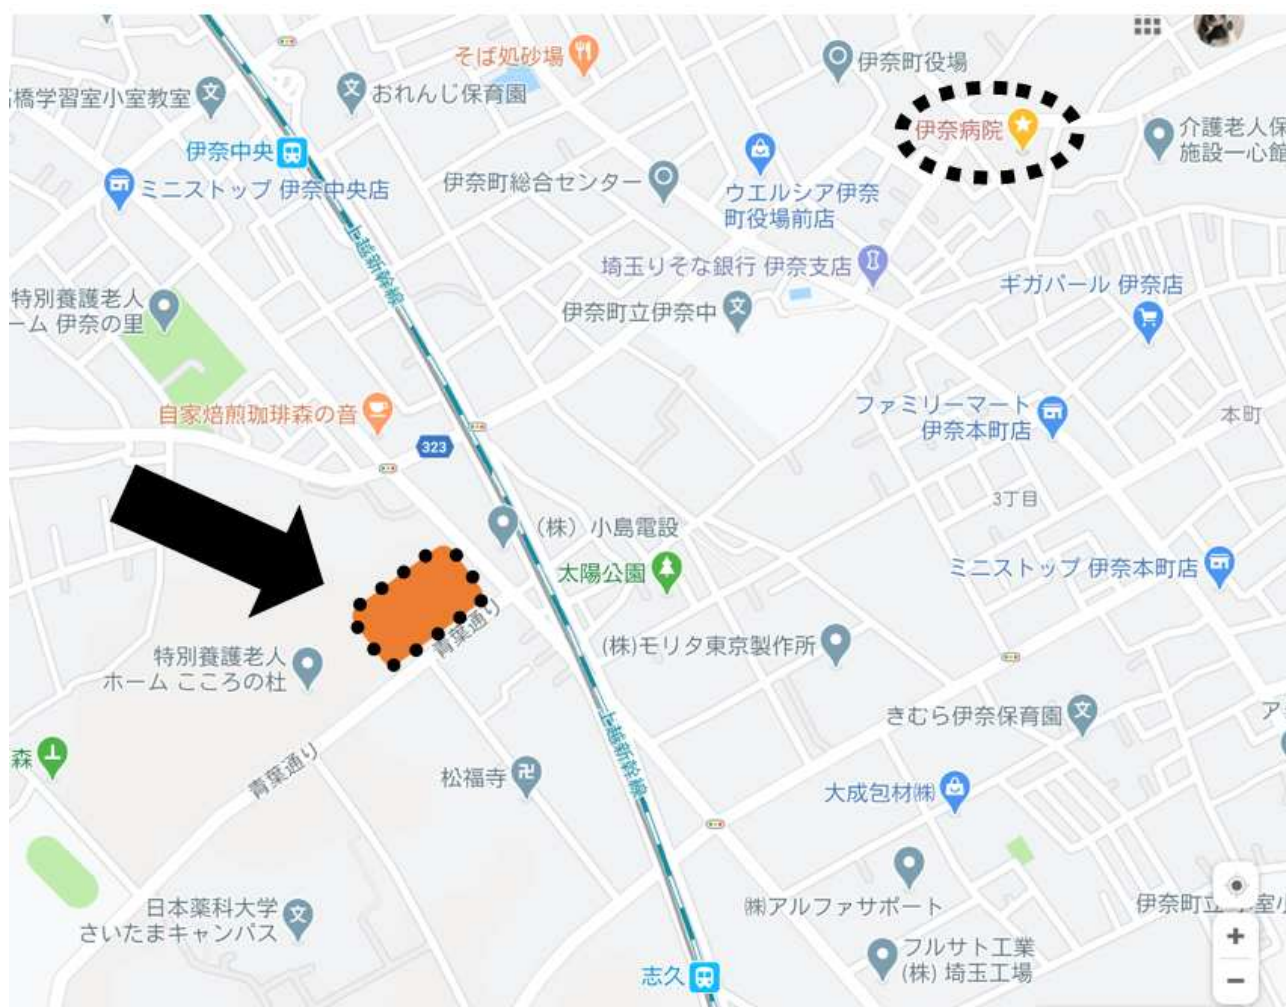 そば処砂場
伊奈町役場
橋学習室小室教室
おれんじ保育園
伊奈病院
介護老人保
施設一心館
伊奈中央
ミニストップ 伊奈中央店
伊奈町総合センター
ウエルシア伊奈
町役場前店
上越新幹線
埼玉りそな銀行 伊奈支店
ギガパール 伊奈店
特別養護老人
ーム 伊奈の里
伊奈町立伊奈中
自家焙煎珈琲森の音
ファミリーマート
伊奈本町店
本町
323
3丁目
(株)小島電設
太陽公園
ミニストップ 伊奈本町店
青葉通り
(株)モリタ東京製作所
特別養護老人
ホーム こころの杜
きむら伊奈保育園
ア
上越新幹線
森
青葉通り
松福寺
大成包材㈱
日本薬科大学
さいたまキャンパス
㈱アルファサポート
伊奈町立
室小
フルサト工業
(株) 埼玉工場
志久